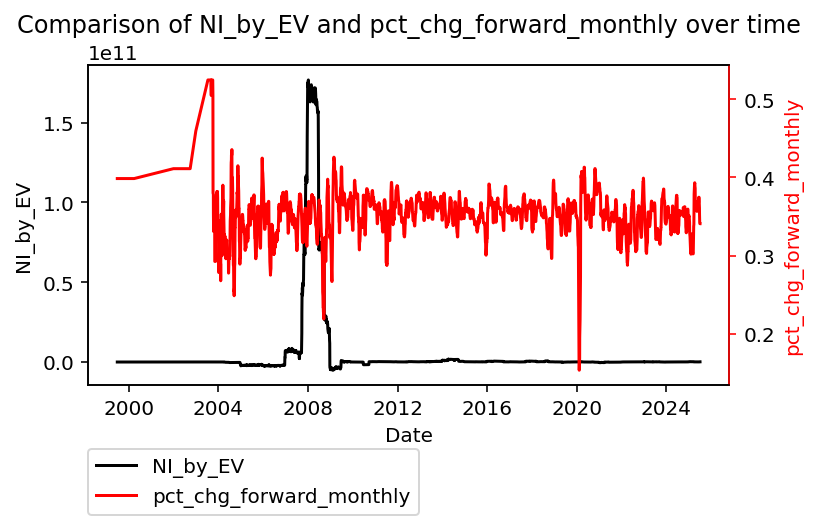 Comparison of NI_by_EV and pct_chg_forward_monthly over time
1e11
1.5
1.0
0.5
0.0
NI_by_EV
0.5
0.4
0.3
0.2
pct_chg_forward_monthly
2000 2004 2008 2012 2016 2020 2024
Date
NI_by_EV
pct_chg_forward_monthly